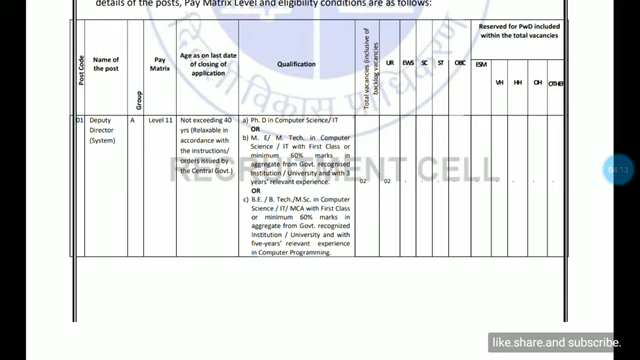 details of the posts, Pay Matrix Level and eligibility conditions are as follows:
Post Code
Name of the post
Group
Pay Matrix
Age as on last date of closing of application
Qualification
Total vacancies (Inclusive of backlog vacancies
UR
EWS
SC
ST
OBC
Reserved for PwD included within the total vacancies
ESM
VH
HH
OH
OTHER
01
Deputy
Director
(System)
A
Level 11
Not exceeding 40
yrs (Relaxable in
accordance with
the instructions/
orders issued by
the Central Govt.)
a) Ph. D in Computer Science/ IT
OR
b) M. E/ M. Tech. in Computer
Science / IT with First Class or
minimum 60% marks in
aggregate from Govt. recognised
Institution / University and with 3
years' relevant experience.
OR
c) B.E. / B. Tech./M.Sc. in Computer
Science / IT/ MCA with First Class
or minimum 60% marks in
aggregate from Govt. recognized
Institution / University and with
five-years' relevant experience
in Computer Programming.
02
02
- - - - - - - - -
RECRUITMENT CELL
04:13
like.share.and subscribe.